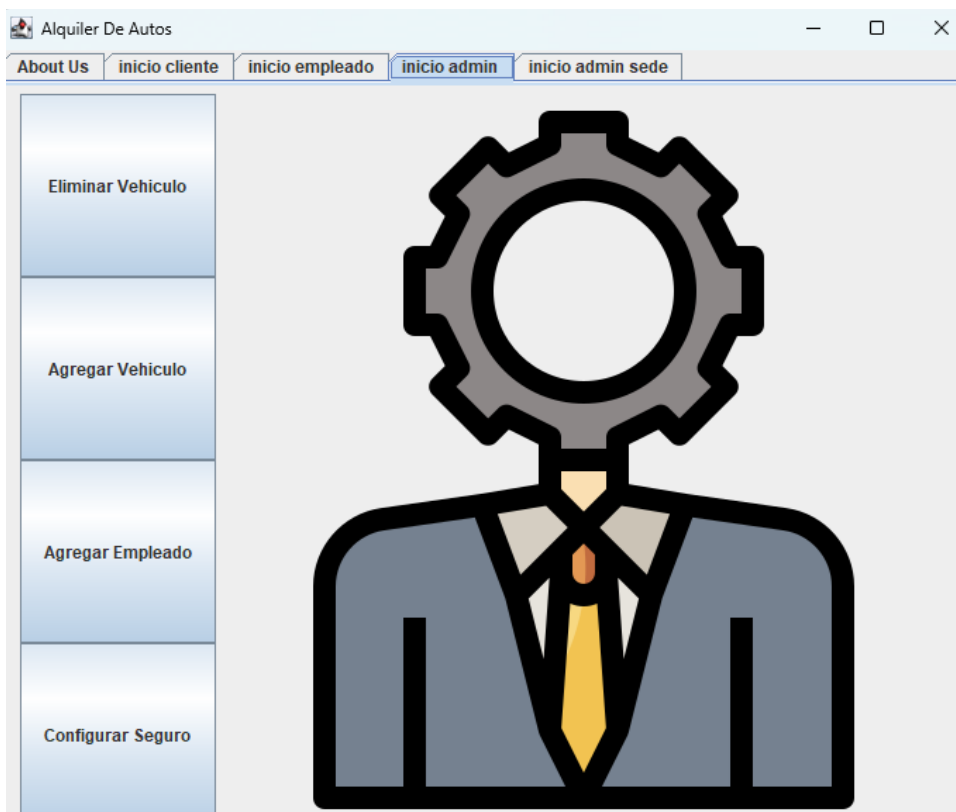 Alquiler De Autos
About Us inicio cliente inicio empleado inicio admin inicio admin sede
Eliminar Vehiculo
Agregar Vehiculo
Agregar Empleado
Configurar Seguro